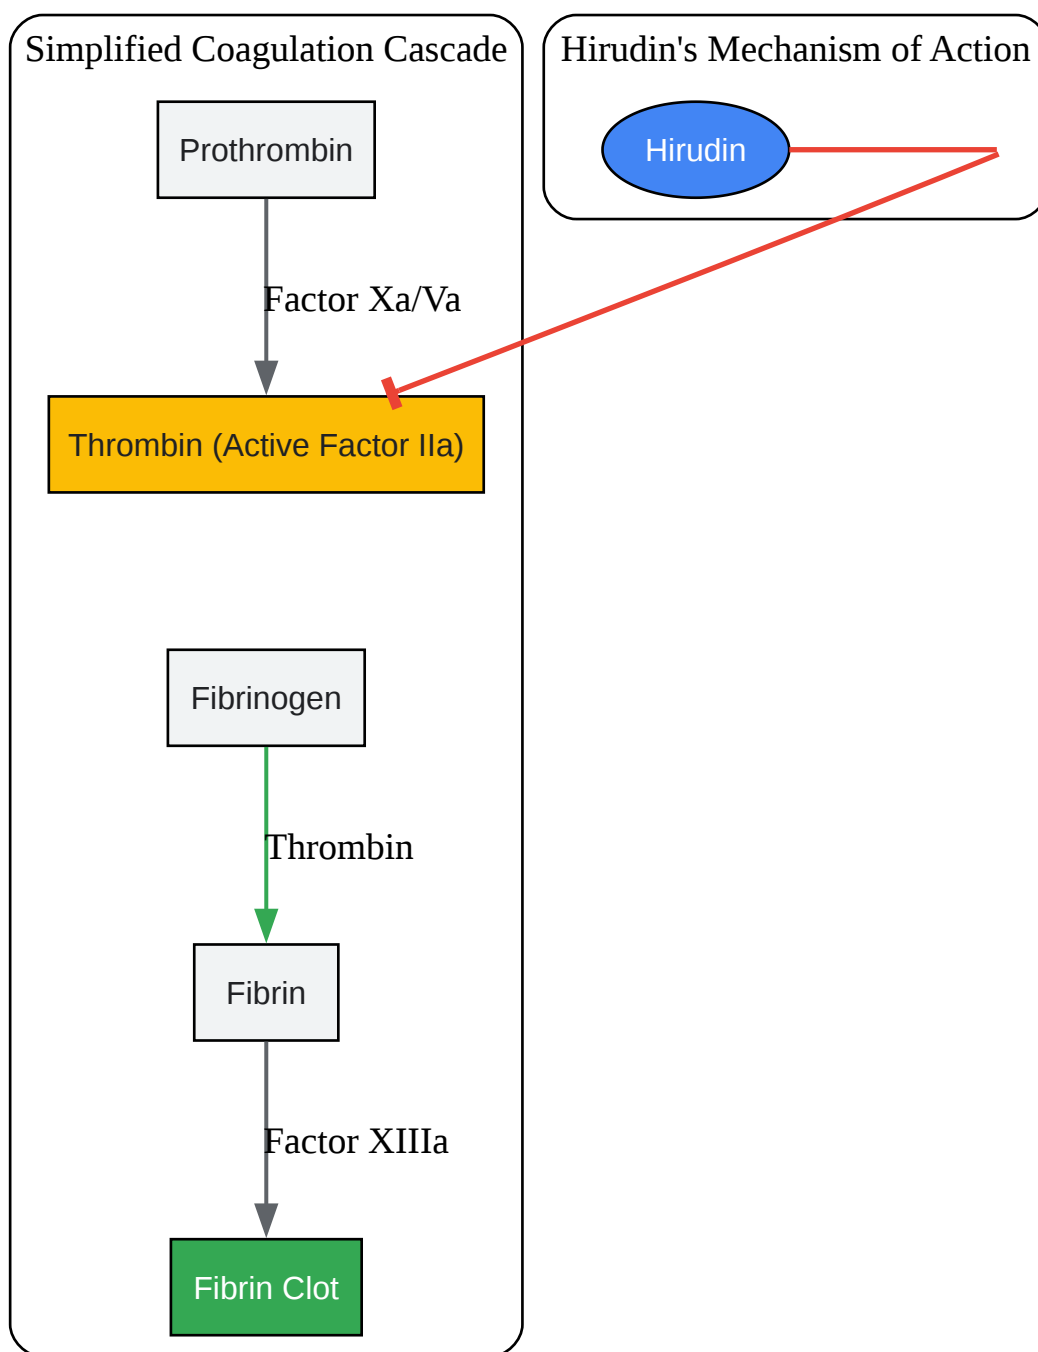 Simplified Coagulation Cascade
Prothrombin
Factor Xa/Va
Thrombin (Active Factor IIa)
Fibrinogen
Thrombin
Fibrin
Factor XIIIa
Fibrin Clot
Hirudin's Mechanism of Action
Hirudin